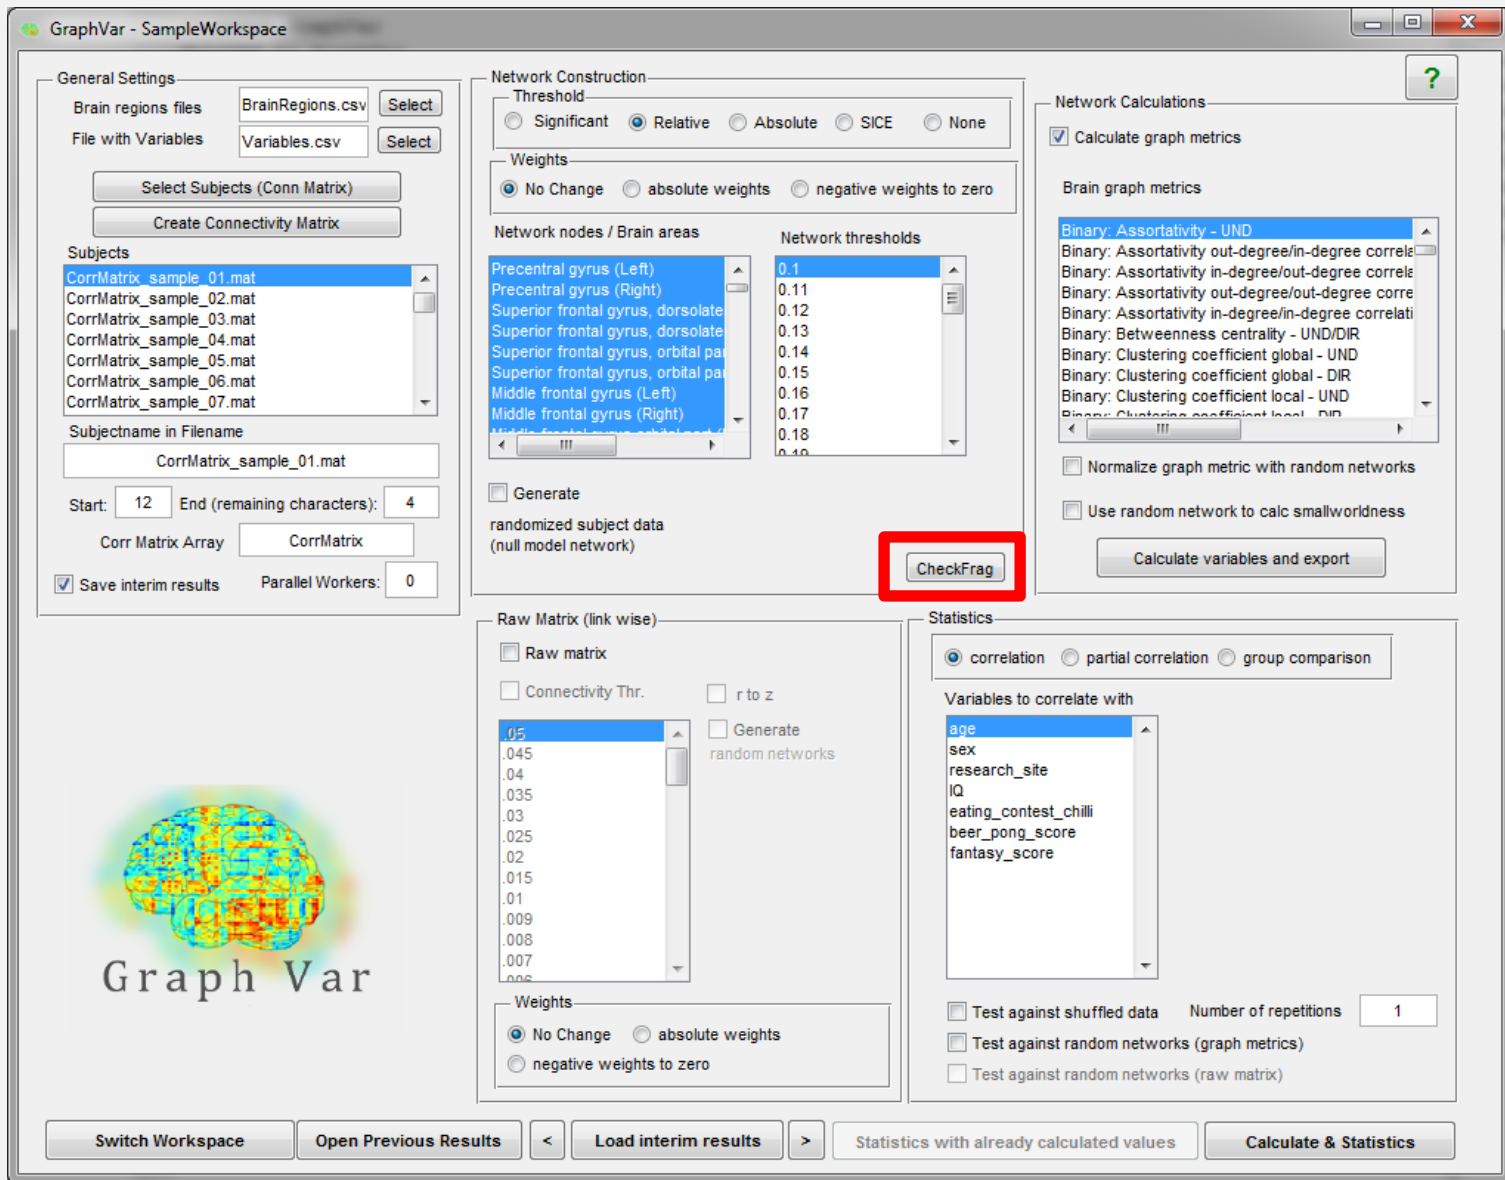 GraphVar - SampleWorkspace
?
General Settings
Brain regions files
BrainRegions.csv
Select
File with Variables
Variables.csv
Select
Select Subjects (Conn Matrix)
Create Connectivity Matrix
Subjects
CorrMatrix_sample_01.mat
CorrMatrix_sample_02.mat
CorrMatrix_sample_03.mat
CorrMatrix_sample_04.mat
CorrMatrix_sample_05.mat
CorrMatrix_sample_06.mat
CorrMatrix_sample_07.mat
Subjectname in Filename
CorrMatrix_sample_01.mat
Start: 12 End (remaining characters): 4
Corr Matrix Array CorrMatrix
Save interim results Parallel Workers: 0
Network Construction
Threshold
Significant Relative Absolute SICE None
Weights
No Change absolute weights negative weights to zero
Network nodes / Brain areas
Precentral gyrus (Left)
Precentral gyrus (Right)
Superior frontal gyrus, dorsolate
Superior frontal gyrus, dorsolate
Superior frontal gyrus, orbital pa
Superior frontal gyrus, orbital pa
Middle frontal gyrus (Left)
Middle frontal gyrus (Right)
Network thresholds
0.1
0.11
0.12
0.13
0.14
0.15
0.16
0.17
0.18
0.19
Generate
randomized subject data
(null model network)
CheckFrag
Network Calculations
Calculate graph metrics
Brain graph metrics
Binary: Assortativity - UND
Binary: Assortativity out-degree/in-degree correla
Binary: Assortativity in-degree/out-degree correla
Binary: Assortativity out-degree/out-degree corre
Binary: Assortativity in-degree/in-degree correlati
Binary: Betweenness centrality - UND/DIR
Binary: Clustering coefficient global - UND
Binary: Clustering coefficient global - DIR
Binary: Clustering coefficient local - UND
Binary: Clustering coefficient local - DIR
Normalize graph metric with random networks
Use random network to calc smallworldness
Calculate variables and export
Raw Matrix (link wise)
Raw matrix
Connectivity Thr.
r to z
Generate
random networks
.05
.045
.04
.035
.03
.025
.02
.015
.01
.009
.008
.007
.006
Weights
No Change absolute weights
negative weights to zero
Statistics
correlation partial correlation group comparison
Variables to correlate with
age
sex
research_site
IQ
eating_contest_chilli
beer_pong_score
fantasy_score
Test against shuffled data Number of repetitions 1
Test against random networks (graph metrics)
Test against random networks (raw matrix)
Graph Var
Switch Workspace
Open Previous Results
<
Load interim results
>
Statistics with already calculated values
Calculate & Statistics